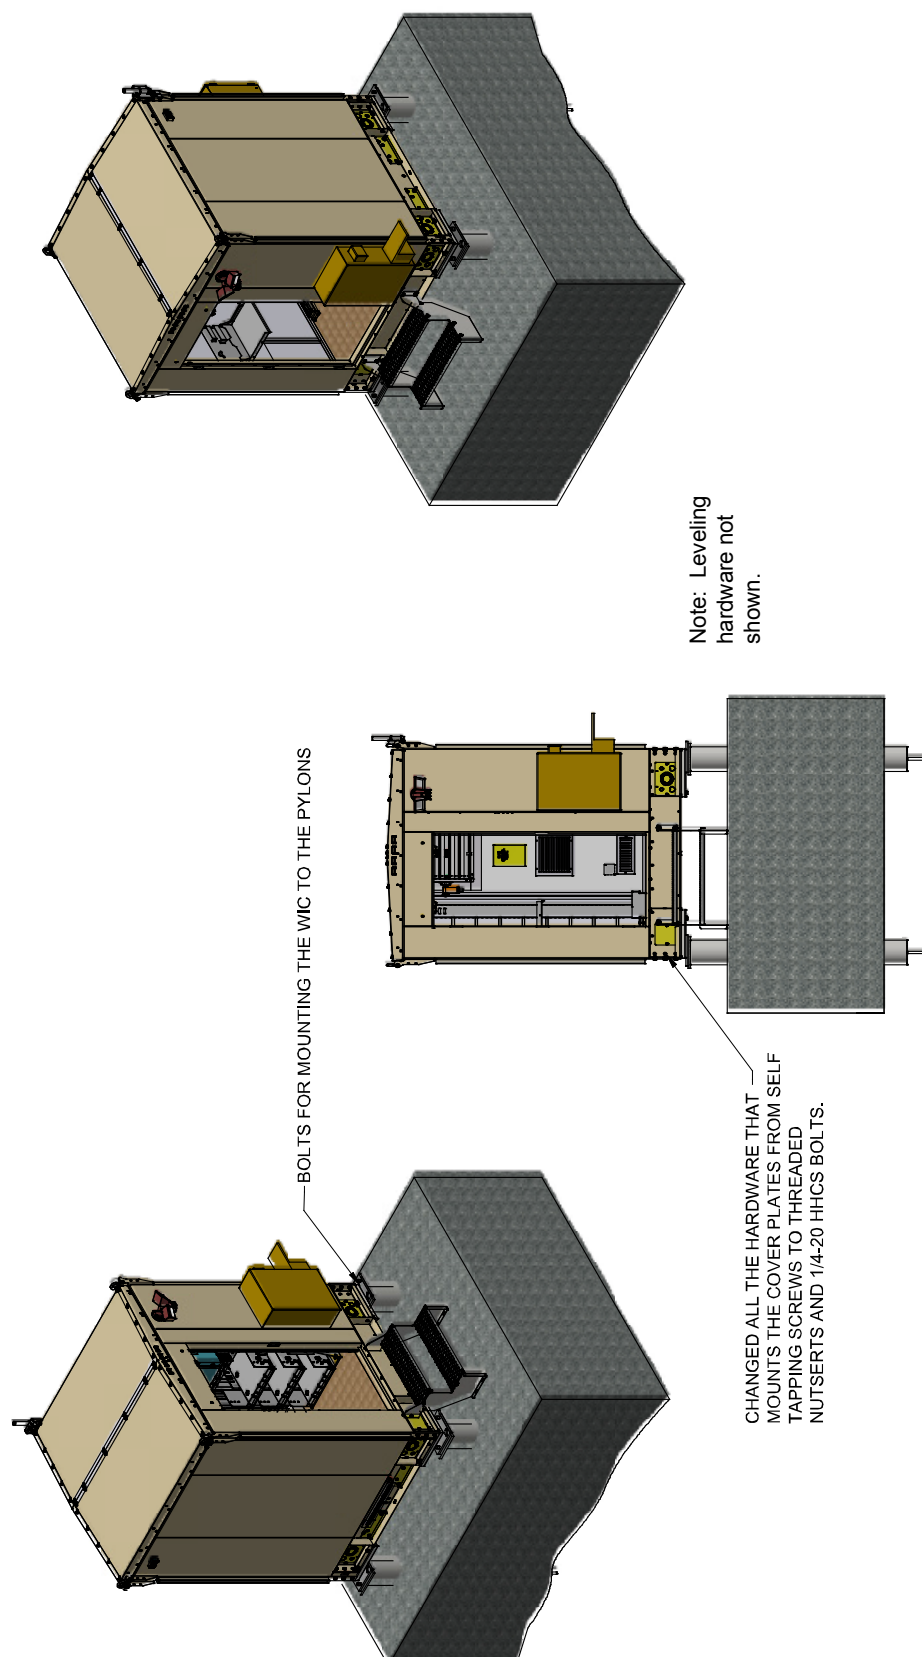 Note:  Leveling
hardware not
shown.
BOLTS FOR MOUNTING THE WIC TO THE PYLONS
CHANGED ALL THE HARDWARE THAT
MOUNTS THE COVER PLATES FROM SELF
TAPPING SCREWS TO THREADED
NUTSERTS AND 1/4-20 HHCS BOLTS.